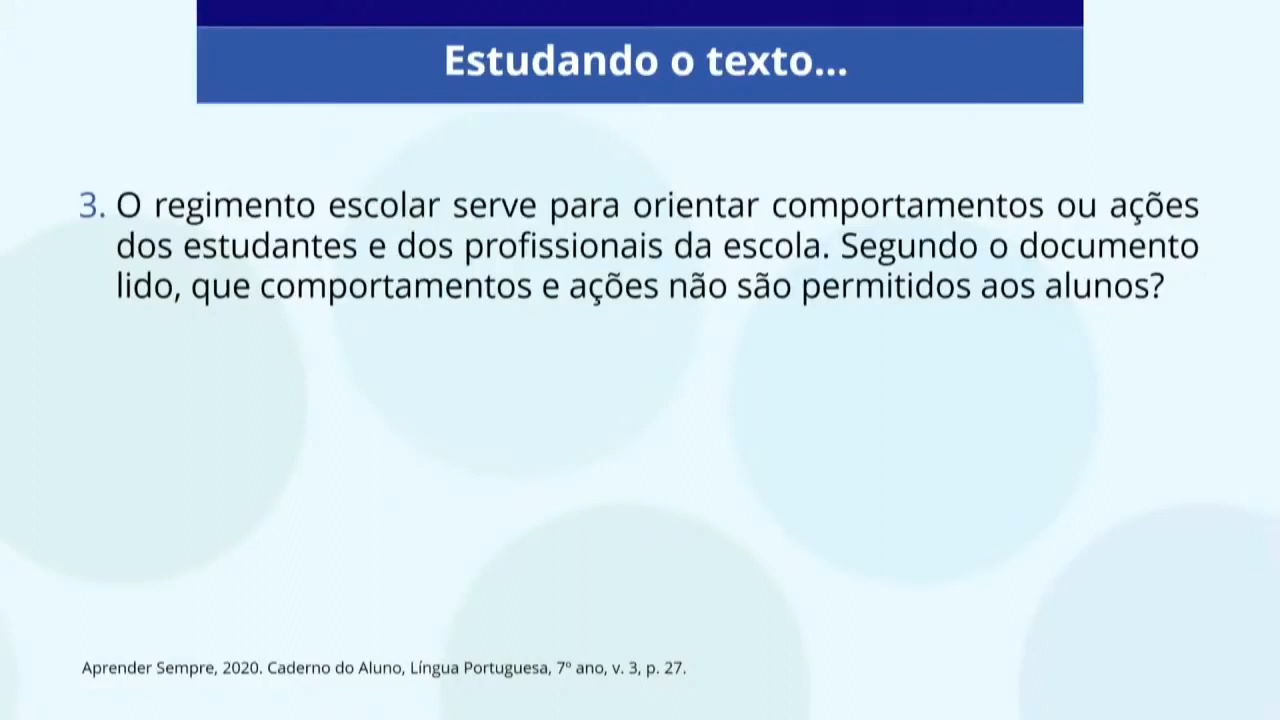 Estudando o texto...
3. O regimento escolar serve para orientar comportamentos ou ações
dos estudantes e dos profissionais da escola. Segundo o documento
lido, que comportamentos e ações não são permitidos aos alunos?
Aprender Sempre, 2020. Caderno do Aluno, Língua Portuguesa, 7º ano, v. 3, p. 27.